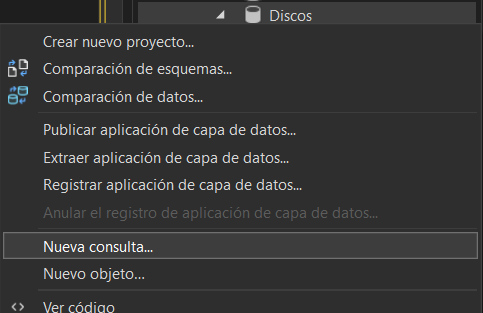 Discos
Crear nuevo proyecto...
Comparación de esquemas...
Comparación de datos...
Publicar aplicación de capa de datos...
Extraer aplicación de capa de datos...
Registrar aplicación de capa de datos...
Anular el registro de aplicación de capa de datos...
Nueva consulta...
Nuevo objeto...
Ver código